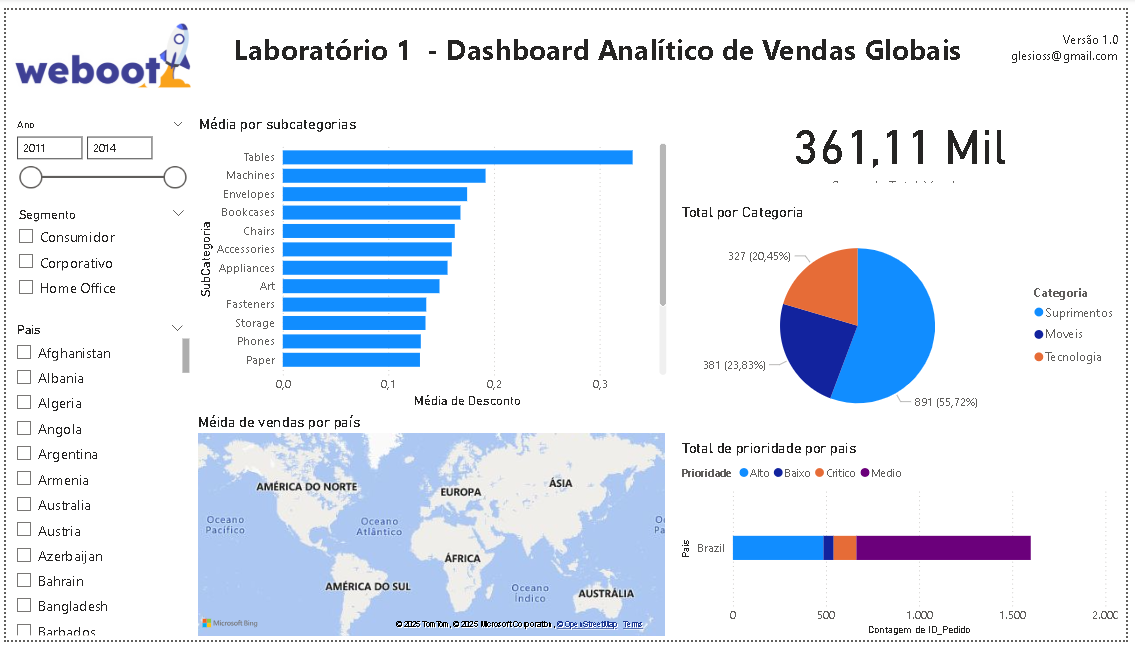 weboot
Laboratório 1 - Dashboard Analítico de Vendas Globais
Versão 1.0
glesioss@gmail.com
Ano
2011
2014
Segmento
Consumidor
Corporativo
Home Office
Pais
Afghanistan
Albania
Algeria
Angola
Argentina
Armenia
Australia
Austria
Azerbaijan
Bahrain
Bangladesh
Barbados
Média por subcategorias
SubCategoria
Tables
Machines
Envelopes
Bookcases
Chairs
Accessories
Appliances
Art
Fasteners
Storage
Phones
Paper
0,0
0,1
0,2
0,3
Média de Desconto
361,11 Mil
Total por Categoria
327 (20,45%)
381 (23,83%)
891 (55,72%)
Categoria
Suprimentos
Moveis
Tecnologia
Méida de vendas por país
AMÉRICA DO NORTE
EUROPA
ÁSIA
Oceano
Pacífico
Oceano
Atlântico
ÁFRICA
AMÉRICA DO SUL
Oceano
Índico
AUSTRÁLIA
Microsoft Bing
© 2025 TomTom, © 2025 Microsoft Corporation, © OpenStreetMap Terms
Total de prioridade por pais
Prioridade Alto Baixo Critico Medio
Pais
Brazil
0
500
1.000
1.500
2.000
Contagem de ID_Pedido